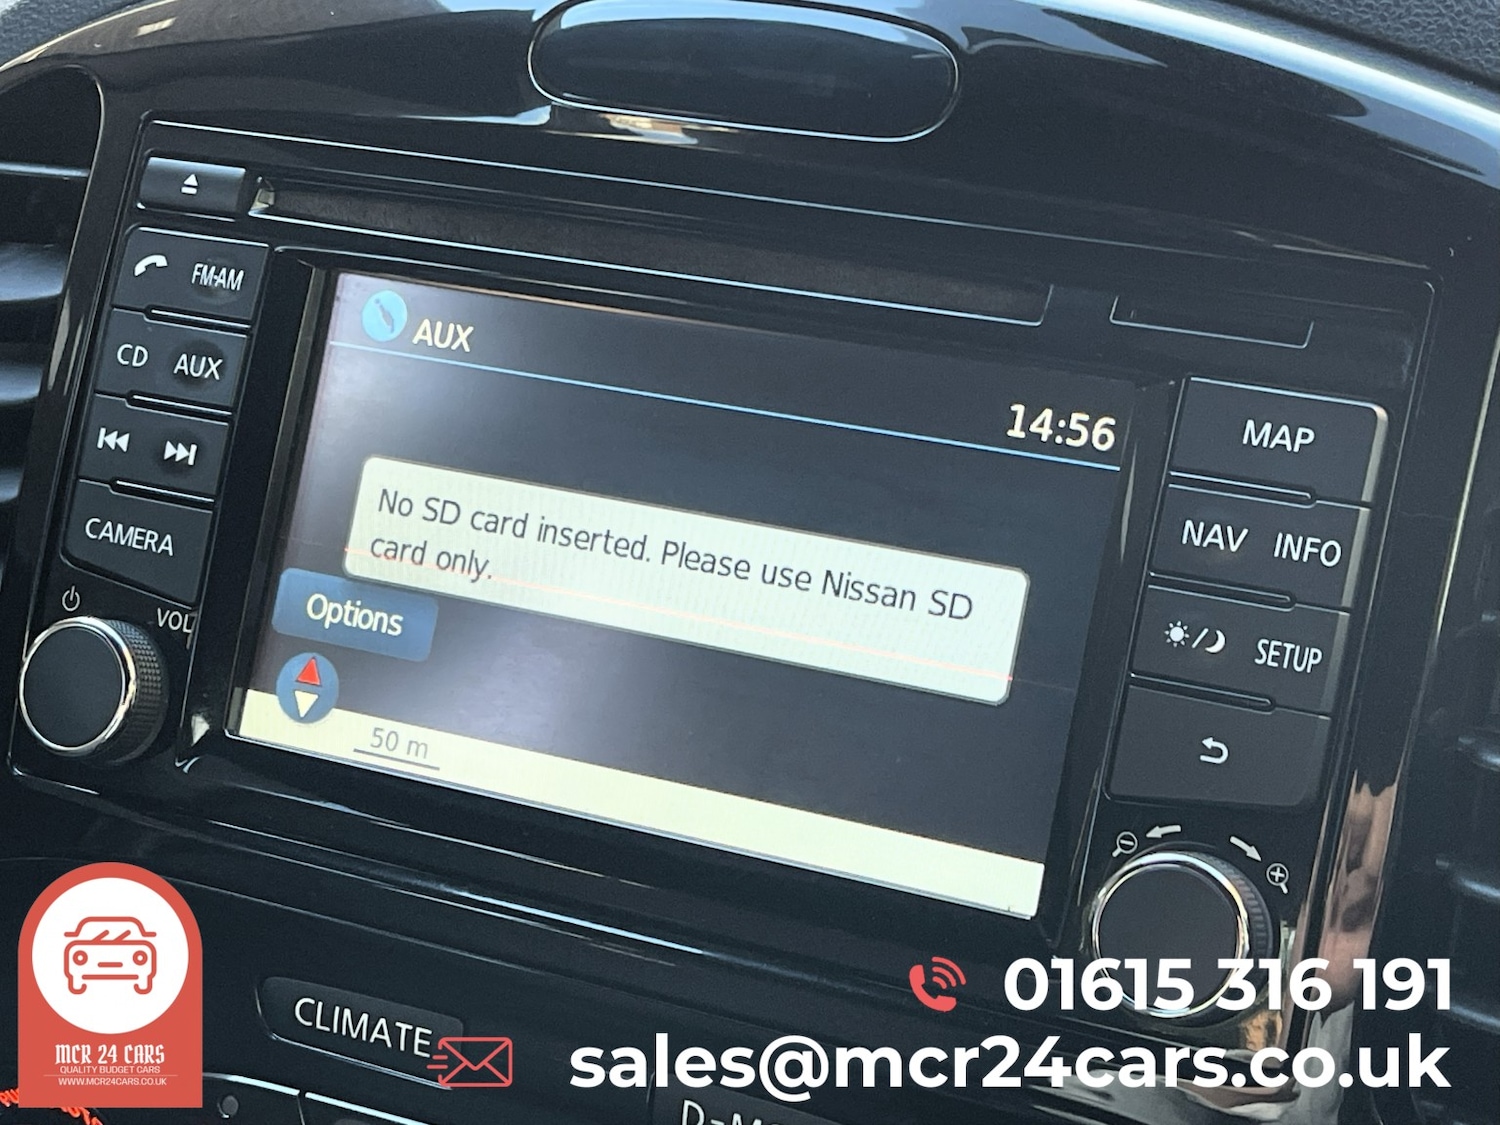 FM·AM
CD AUX
CAMERA
VOL
AUX
14:56
No SD card inserted. Please use Nissan SD
card only.
Options
50 m
MAP
NAV INFO
SETUP
CLIMATE
MCR 24 CARS
QUALITY BUDGET CARS
WWW.MCR24CARS.CO.UK
01615 316 191
sales@mcr24cars.co.uk